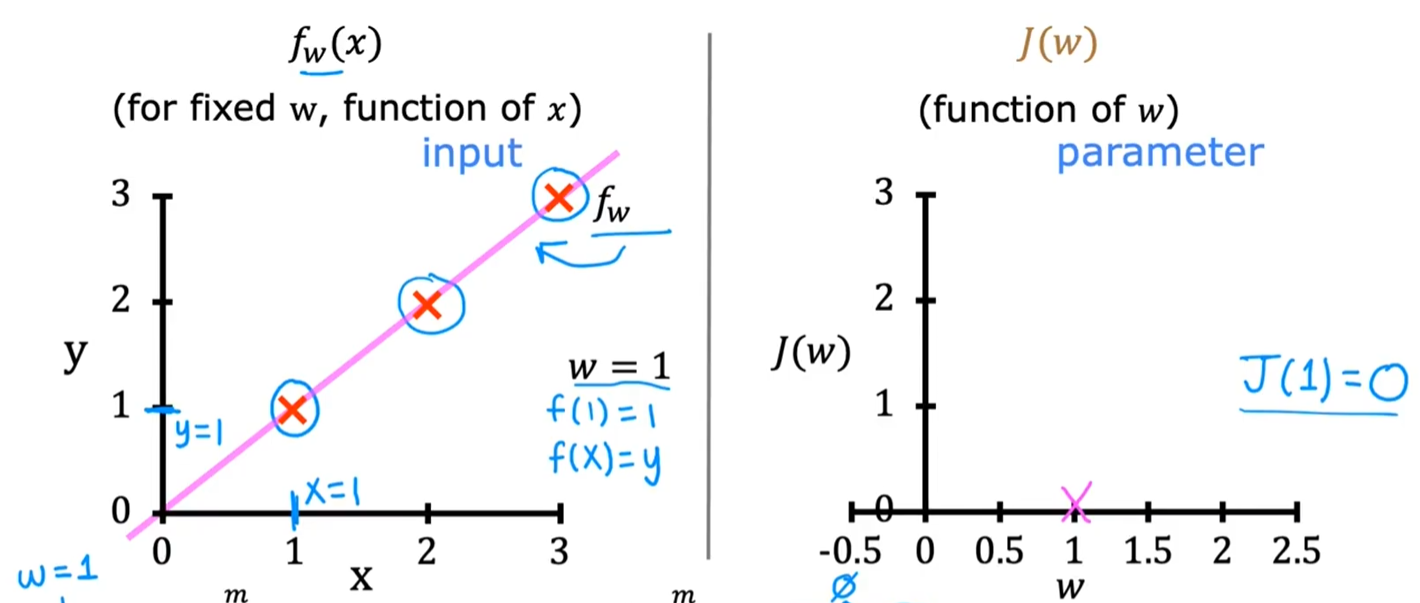 f_w(x)
(for fixed w, function of x)
input
3
2
1
0
y
y=1
x=1
f_w
w = 1
f(1)=1
f(x)=y
0 1 2 3
x
w=1
m
m
J(w)
(function of w)
parameter
3
2
1
0
J(w)
J(1)=0
-0.5 0 0.5 1 1.5 2 2.5
w